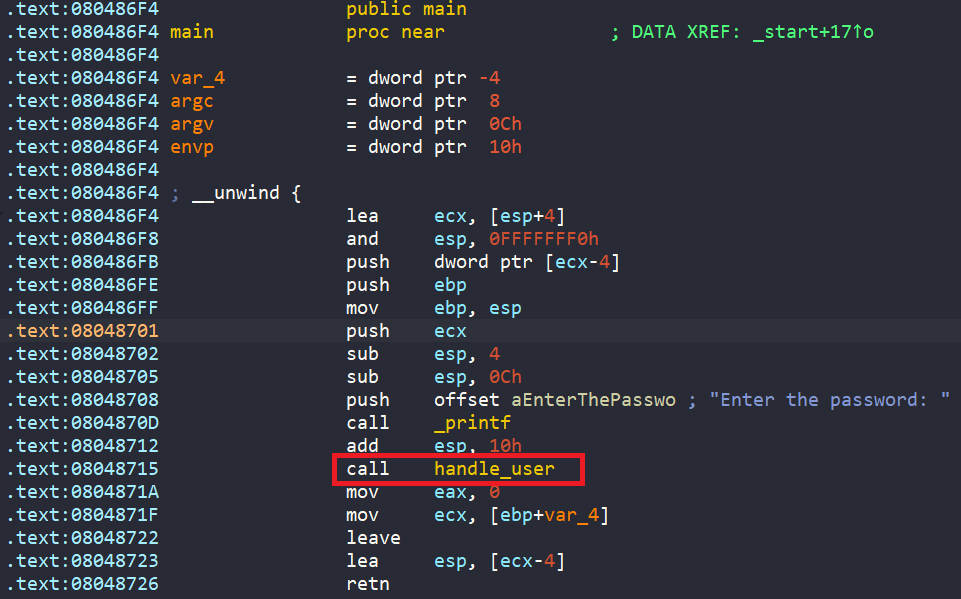 .text:080486F4 public main
.text:080486F4 main proc near ; DATA XREF: _start+17↑o
.text:080486F4
.text:080486F4 var_4 = dword ptr -4
.text:080486F4 argc = dword ptr 8
.text:080486F4 argv = dword ptr 0Ch
.text:080486F4 envp = dword ptr 10h
.text:080486F4
.text:080486F4 ; __unwind {
.text:080486F4 lea ecx, [esp+4]
.text:080486F8 and esp, 0FFFFFFF0h
.text:080486FB push dword ptr [ecx-4]
.text:080486FE push ebp
.text:080486FF mov ebp, esp
.text:08048701 push ecx
.text:08048702 sub esp, 4
.text:08048705 sub esp, 0Ch
.text:08048708 push offset aEnterThePasswo ; "Enter the password: "
.text:0804870D call _printf
.text:08048712 add esp, 10h
.text:08048715 call handle_user
.text:0804871A mov eax, 0
.text:0804871F mov ecx, [ebp+var_4]
.text:08048722 leave
.text:08048723 lea esp, [ecx-4]
.text:08048726 retn